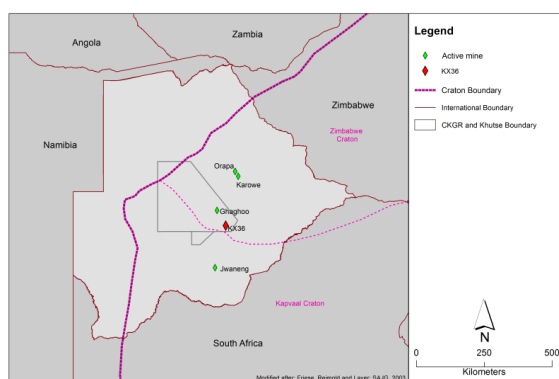 Zambia
Angola
Zimbabwe
Zimbabwe
Craton
Namibia
Orapa
Karowe
Ghaghoo
KX36
Jwaneng
Kapvaal Craton
South Africa
Modified after: Friese, Reimold and Layer; SAJG, 2003
Legend
Active mine
KX36
Craton Boundary
International Boundary
CKGR and Khutse Boundary
N
0 250 500
Kilometers